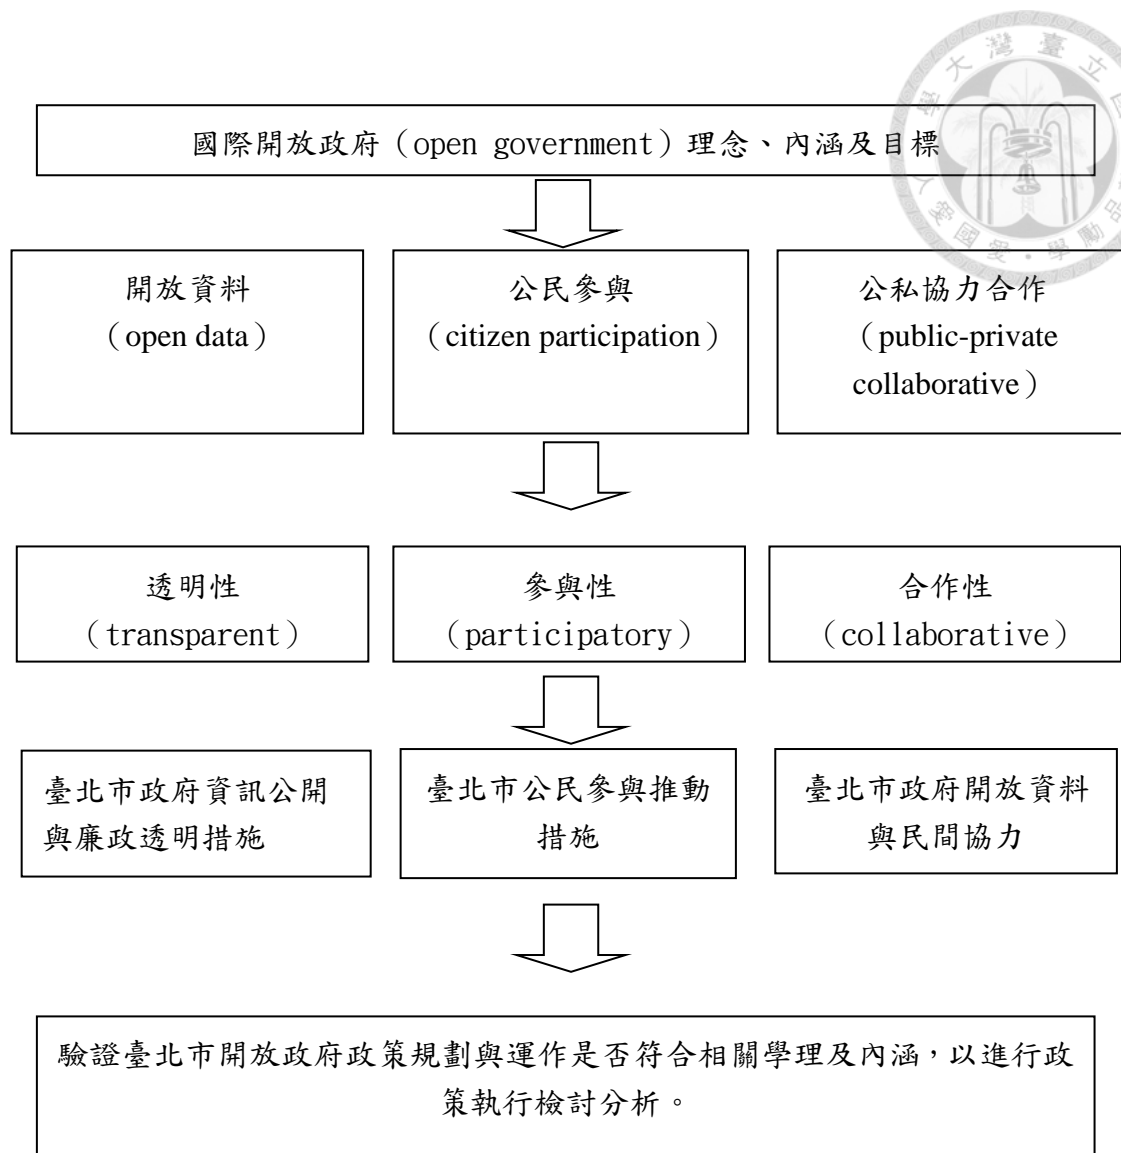 國際開放政府（open government）理念、內涵及目標
開放資料
（open data）
公民參與
（citizen participation）
公私協力合作
（public-private
collaborative）
透明性
（transparent）
參與性
（participatory）
合作性
（collaborative）
臺北市政府資訊公開
與廉政透明措施
臺北市公民參與推動
措施
臺北市政府開放資料
與民間協力
驗證臺北市開放政府政策規劃與運作是否符合相關學理及內涵，以進行政
策執行檢討分析。